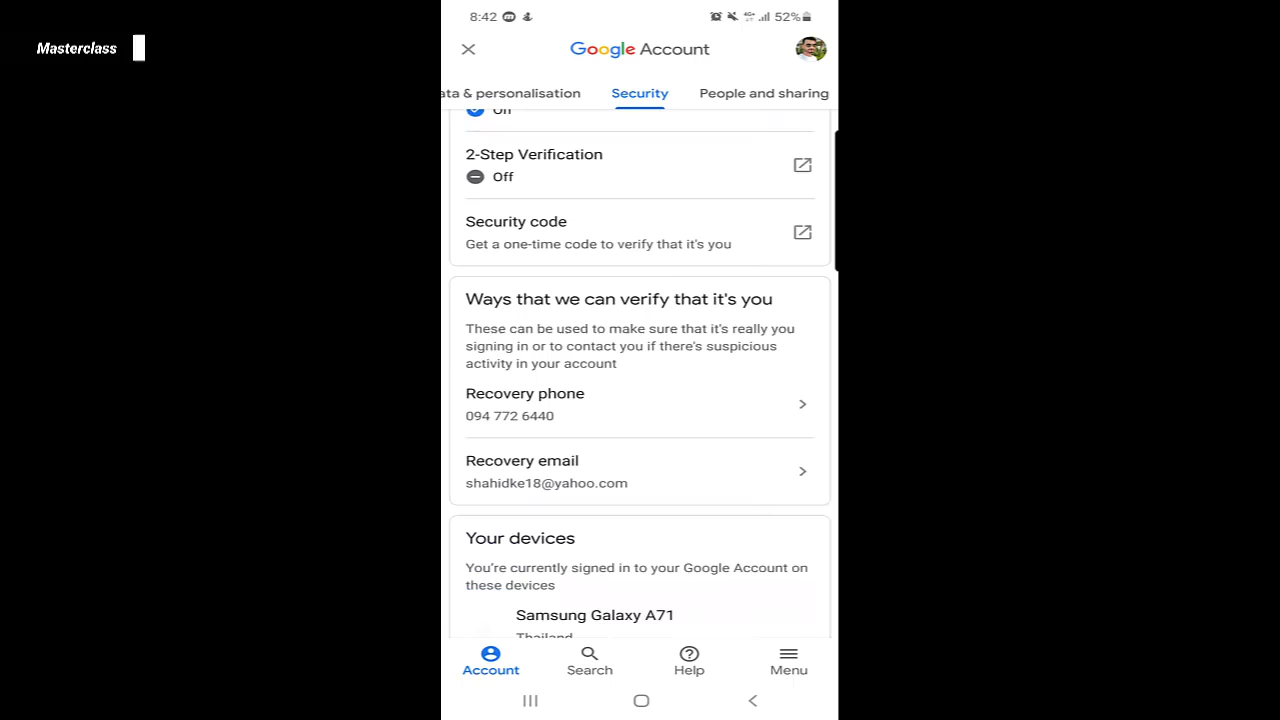 Masterclass
8:42
52%
Google Account
ata & personalisation Security People and sharing
Off
2-Step Verification
Off
Security code
Get a one-time code to verify that it's you
Ways that we can verify that it's you
These can be used to make sure that it's really you
signing in or to contact you if there's suspicious
activity in your account
Recovery phone
094 772 6440
Recovery email
shahidke18@yahoo.com
Your devices
You're currently signed in to your Google Account on
these devices
Samsung Galaxy A71
Thailand
Account Search Help Menu